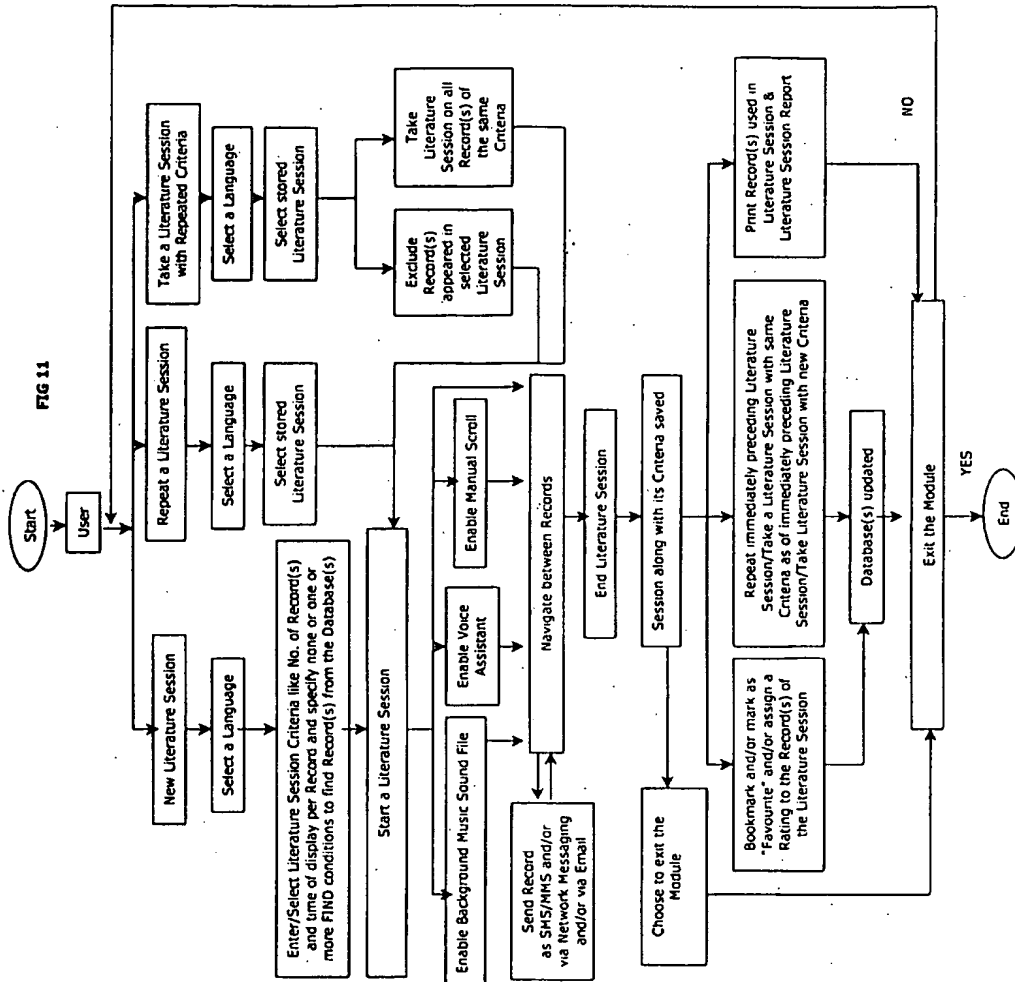 FIG 11
Start
User
New Literature Session
Repeat a Literature Session
Take a Literature Session
with Repeated Criteria
Select a Language
Select a Language
Select a Language
Enter/Select Literature Session Criteria like No. of Record(s)
and time of display per Record and specify none or one or
more FIND conditions to find Record(s) from the Database(s)
Select stored
Literature Session
Select stored
Literature Session
Exclude
Record(s)
appeared in
selected
Literature
Session
Take
Literature
Session on all
Record(s) of
the same
Criteria
Start a Literature Session
Enable Background Music Sound File
Enable Voice
Assistant
Enable Manual Scroll
Send Record
as SMS/MMS and/or
via Network Messaging
and/or via Email
Navigate between Records
End Literature Session
Session along with its Criteria saved
Choose to exit the
Module
Bookmark and/or mark as
"Favourite" and/or assign a
Rating to the Record(s) of
the Literature Session
Repeat immediately preceding Literature
Session/Take a Literature Session with same
Criteria as of immediately preceding Literature
Session/Take Literature Session with new Criteria
Print Record(s) used in
Literature Session &
Literature Session Report
Database(s) updated
Exit the Module
NO
YES
End